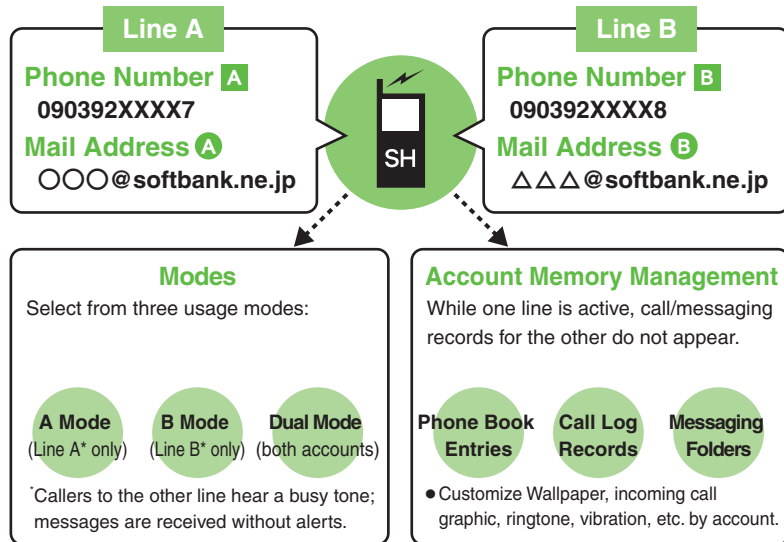 Line A
Phone Number A
090392XXXX7
Mail Address A
○○○@softbank.ne.jp
SH
Line B
Phone Number B
090392XXXX8
Mail Address B
△△△@softbank.ne.jp
Modes
Select from three usage modes:
A Mode
(Line A* only)
B Mode
(Line B* only)
Dual Mode
(both accounts)
*Callers to the other line hear a busy tone;
messages are received without alerts.
Account Memory Management
While one line is active, call/messaging
records for the other do not appear.
Phone Book
Entries
Call Log
Records
Messaging
Folders
●Customize Wallpaper, incoming call
graphic, ringtone, vibration, etc. by account.